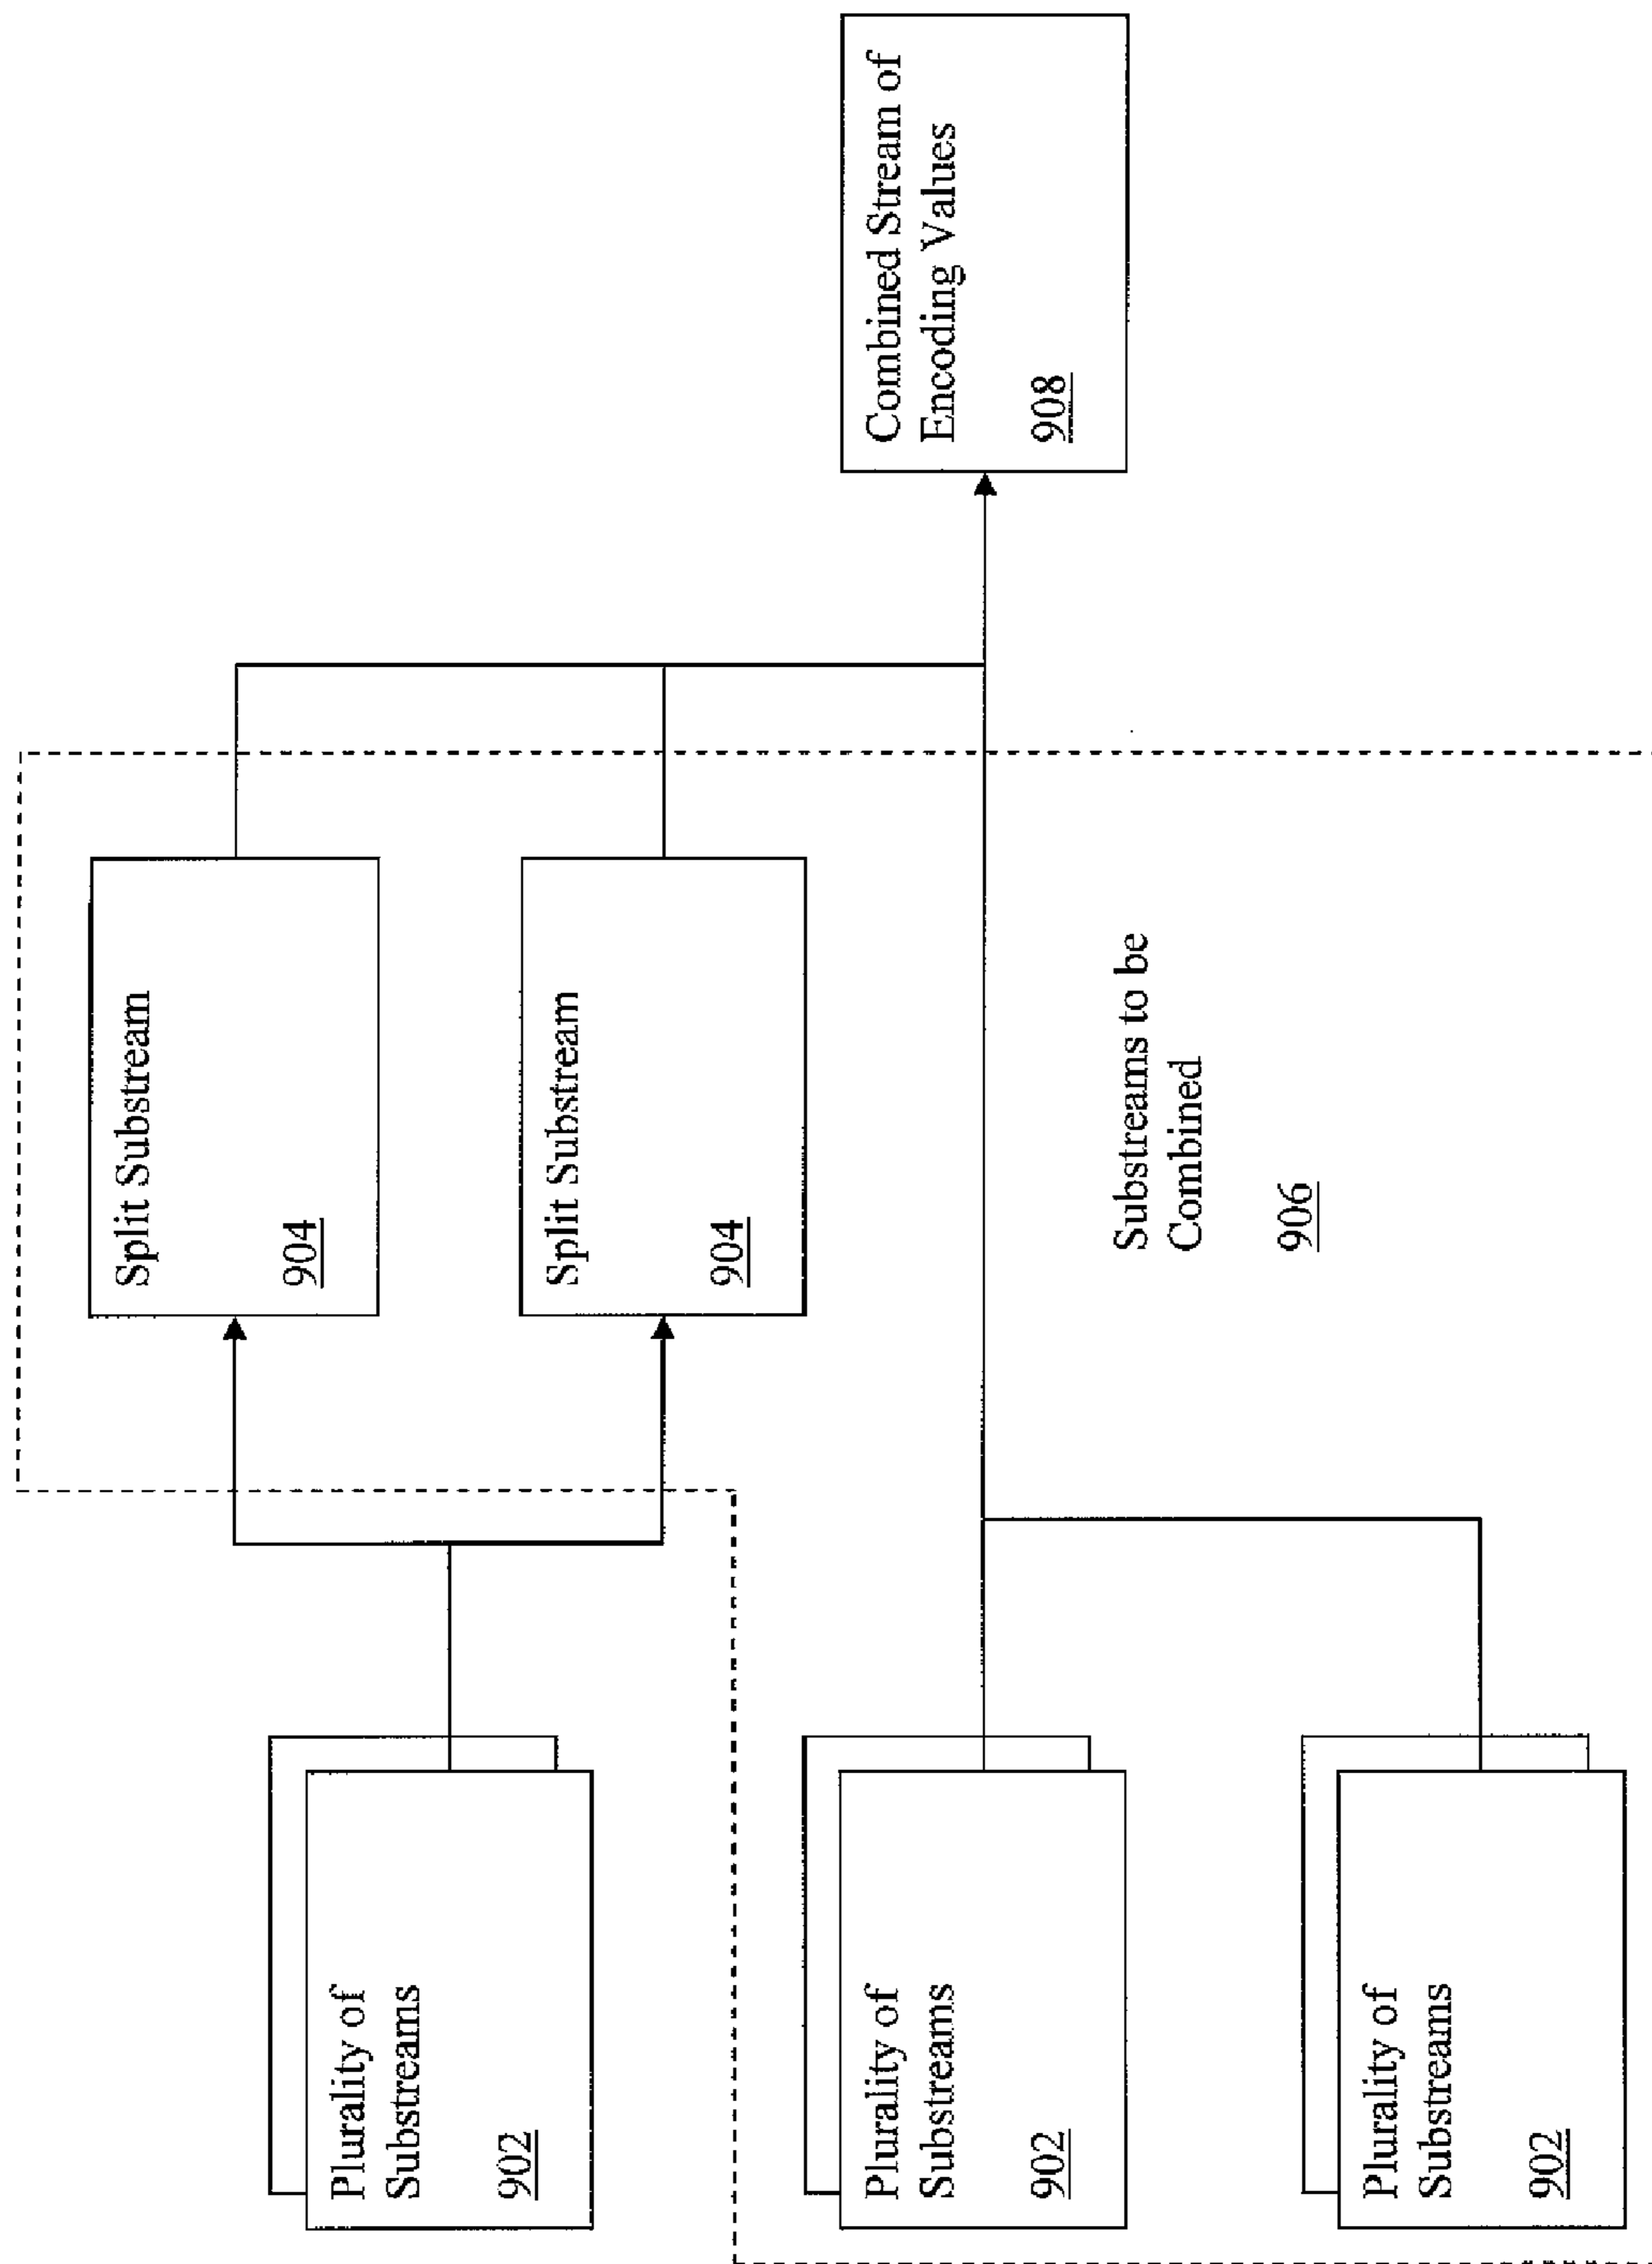 Plurality of
Substreams
902
Split Substream
904
Split Substream
904
Plurality of
Substreams
902
Substreams to be
Combined
906
Combined Stream of
Encoding Values
908
Plurality of
Substreams
902